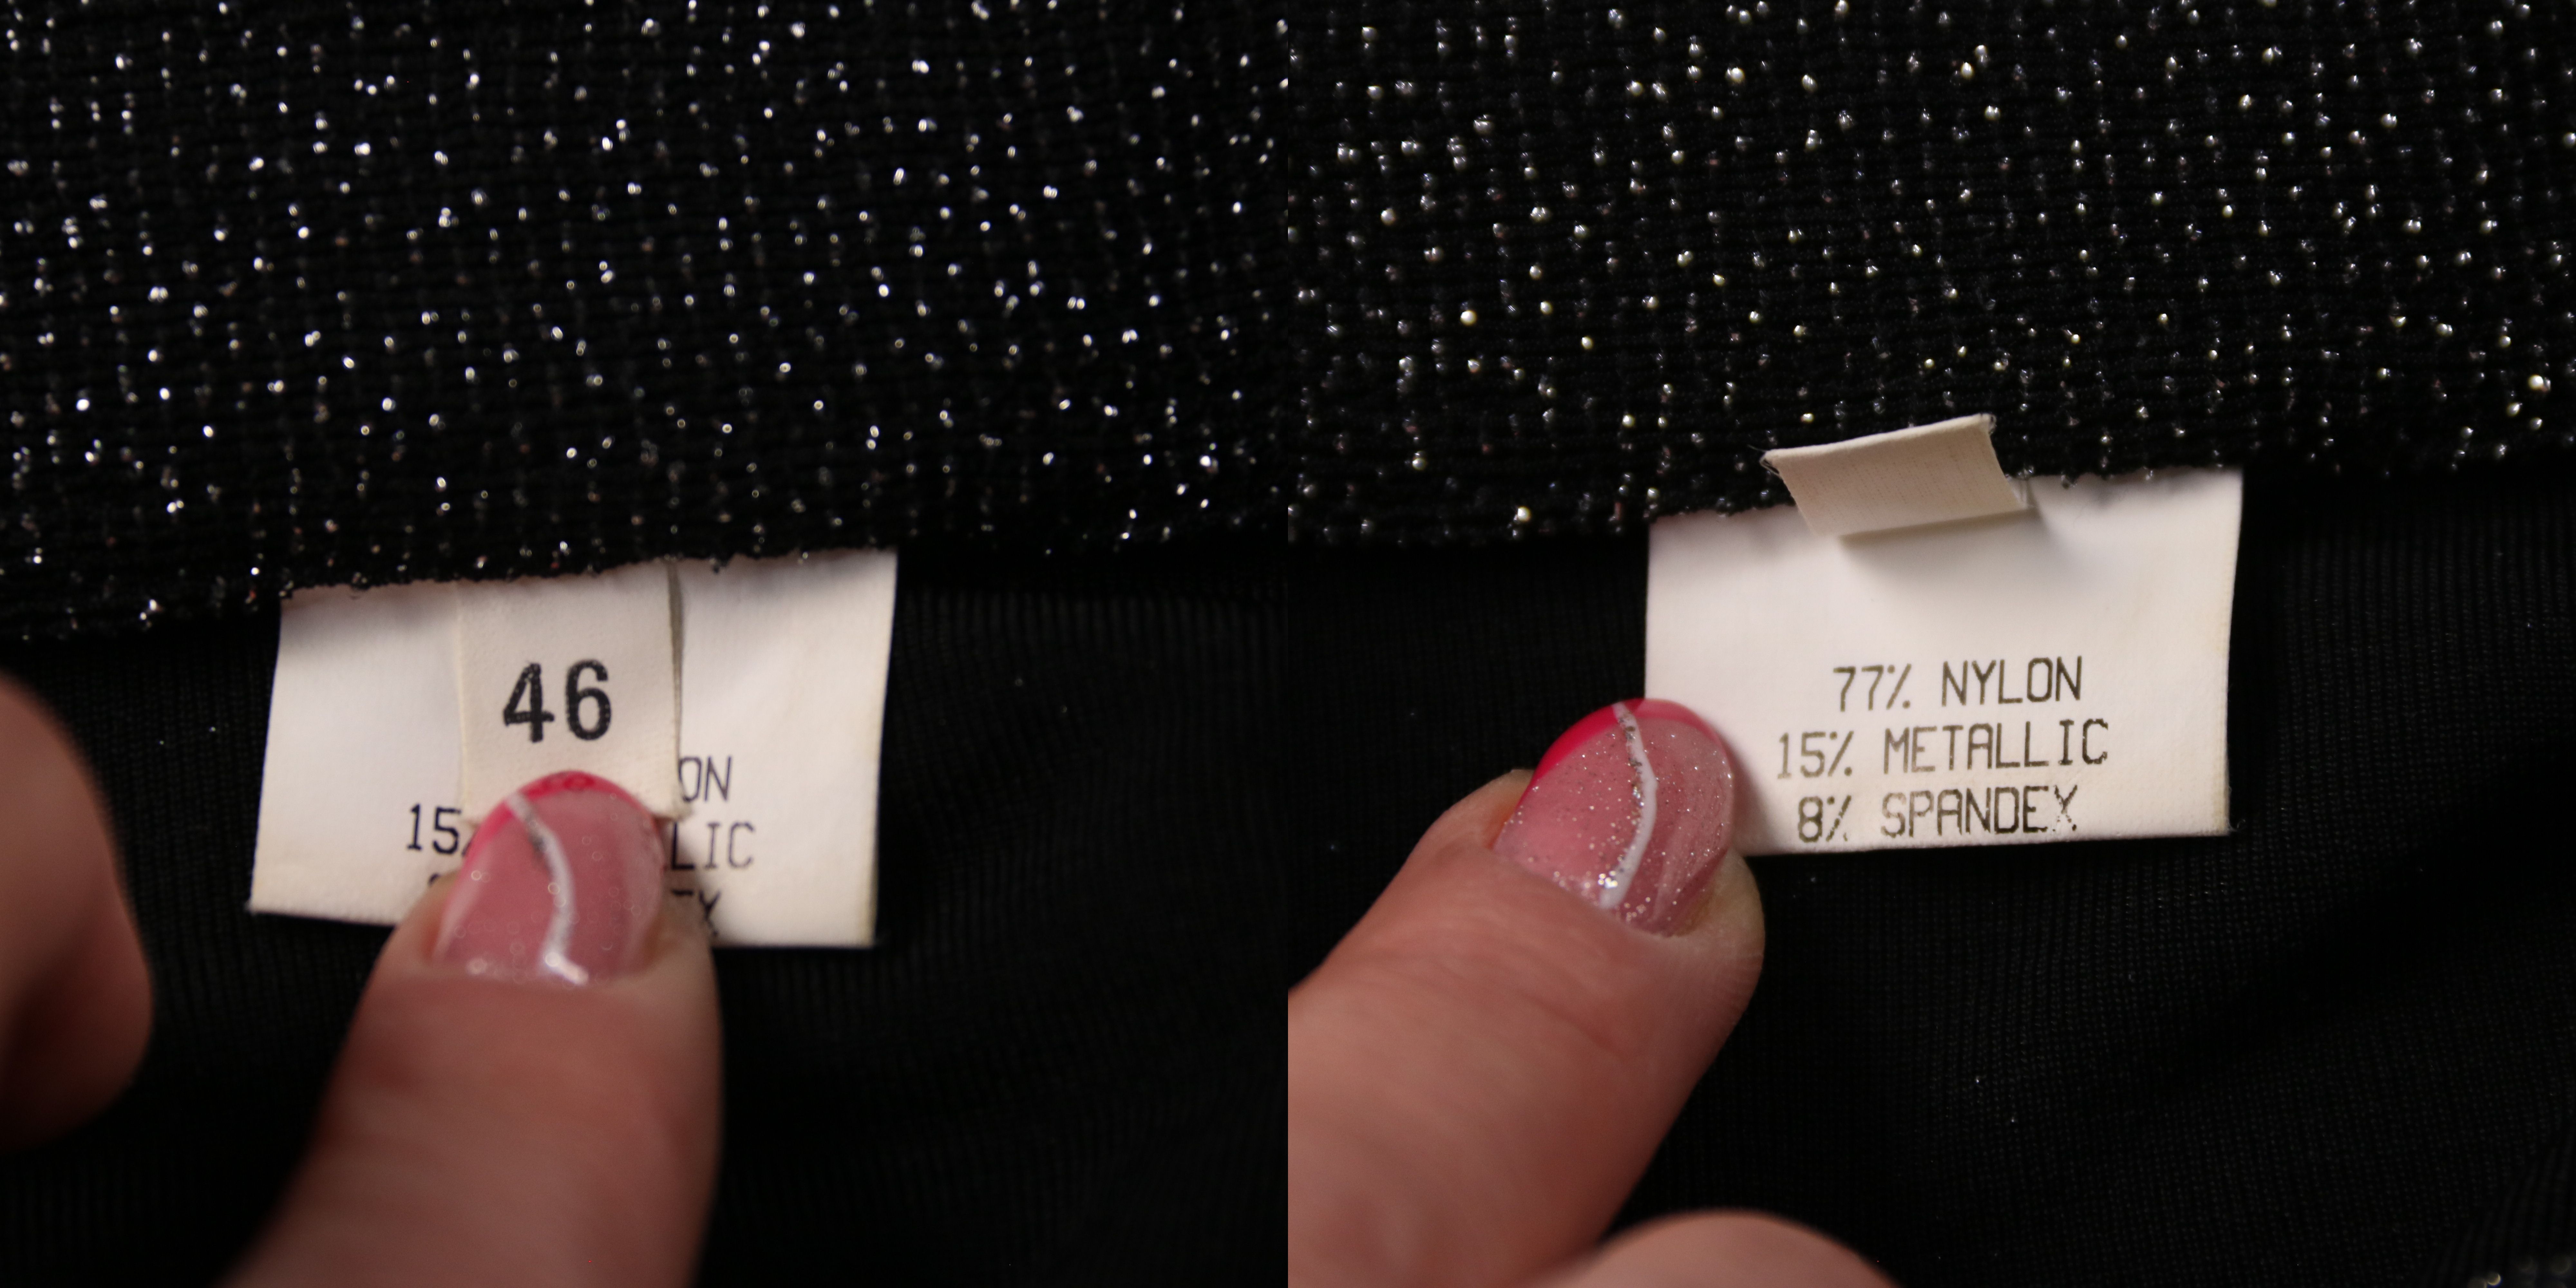 46
ON
15% LIC
77% NYLON
15% METALLIC
8% SPANDEX